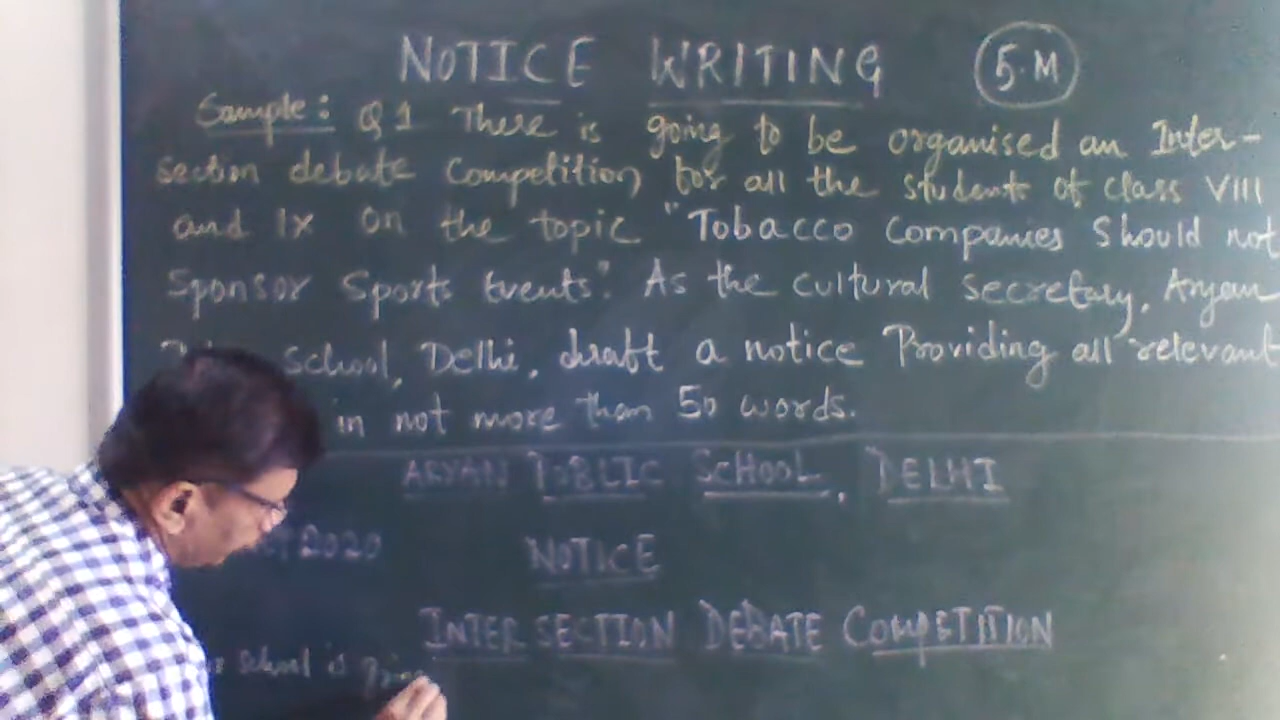 NOTICE WRITING 5.M
Sample: Q1 There is going to be organised an Inter-
section debate Competition for all the students of class VIII
and IX on the topic "Tobacco Companies Should not
Sponsor Sports Events". As the cultural Secretary, Aryan
School, Delhi, draft a notice Providing all relevant
in not more than 50 words.
ARYAN PUBLIC SCHOOL, DELHI
2020 NOTICE
INTER SECTION DEBATE COMPETITION
school is